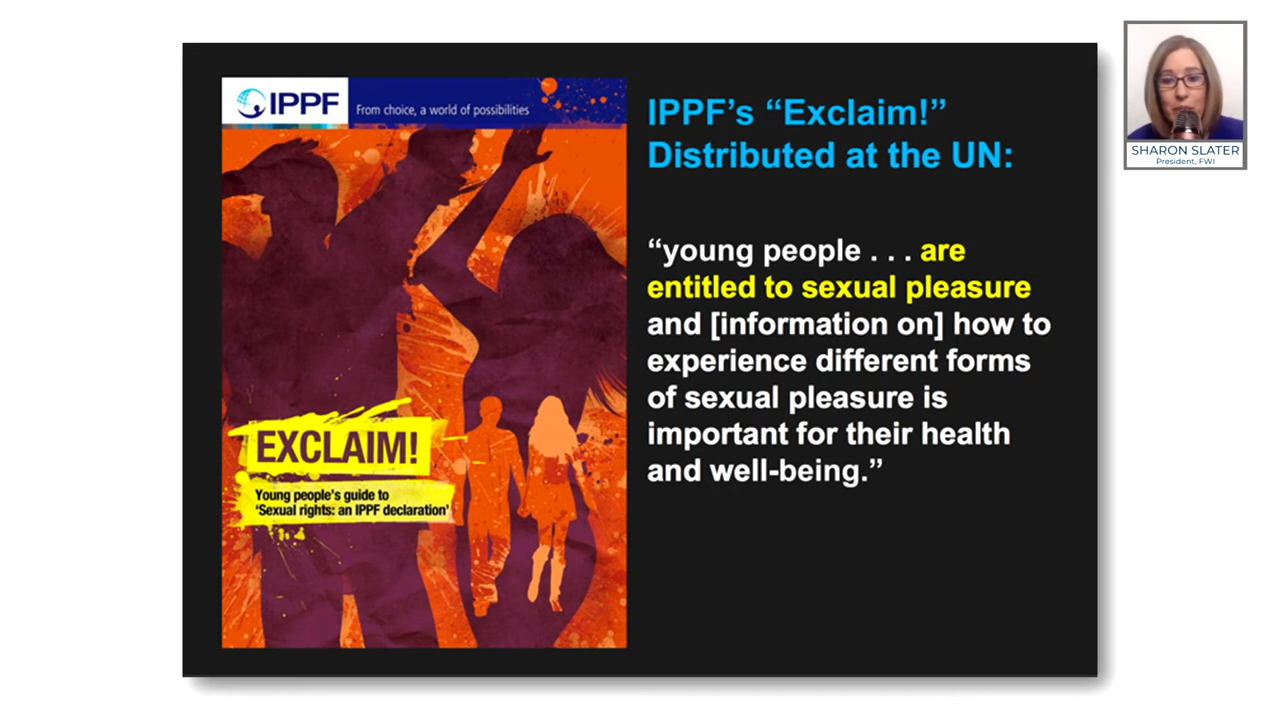 IPPF From choice, a world of possibilities
EXCLAIM!
Young people's guide to
'Sexual rights: an IPPF declaration'
IPPF's “Exclaim!”
Distributed at the UN:
“young people . . . are
entitled to sexual pleasure
and [information on] how to
experience different forms
of sexual pleasure is
important for their health
and well-being.”
SHARON SLATER
President, FWI